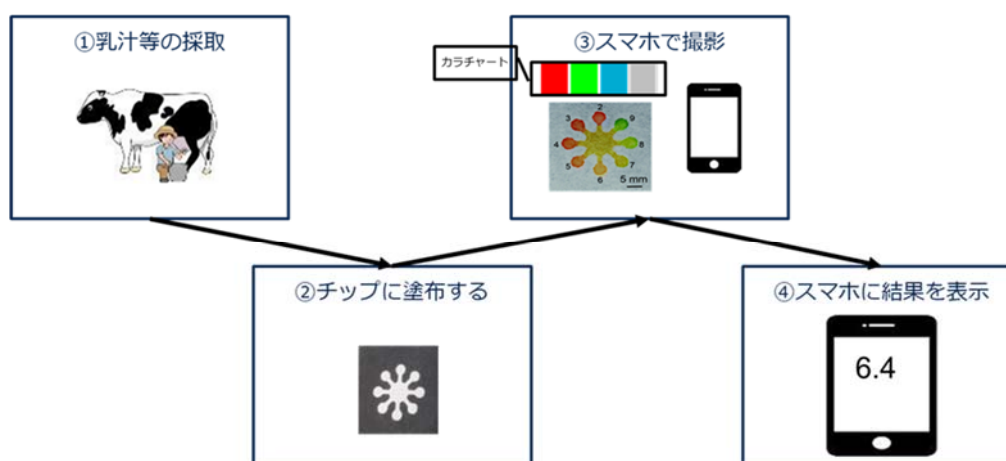 ①乳汁等の採取
②チップに塗布する
③スマホで撮影
カラチャート
2
3
9
4
8
5
7
6
5 mm
④スマホに結果を表示
6.4